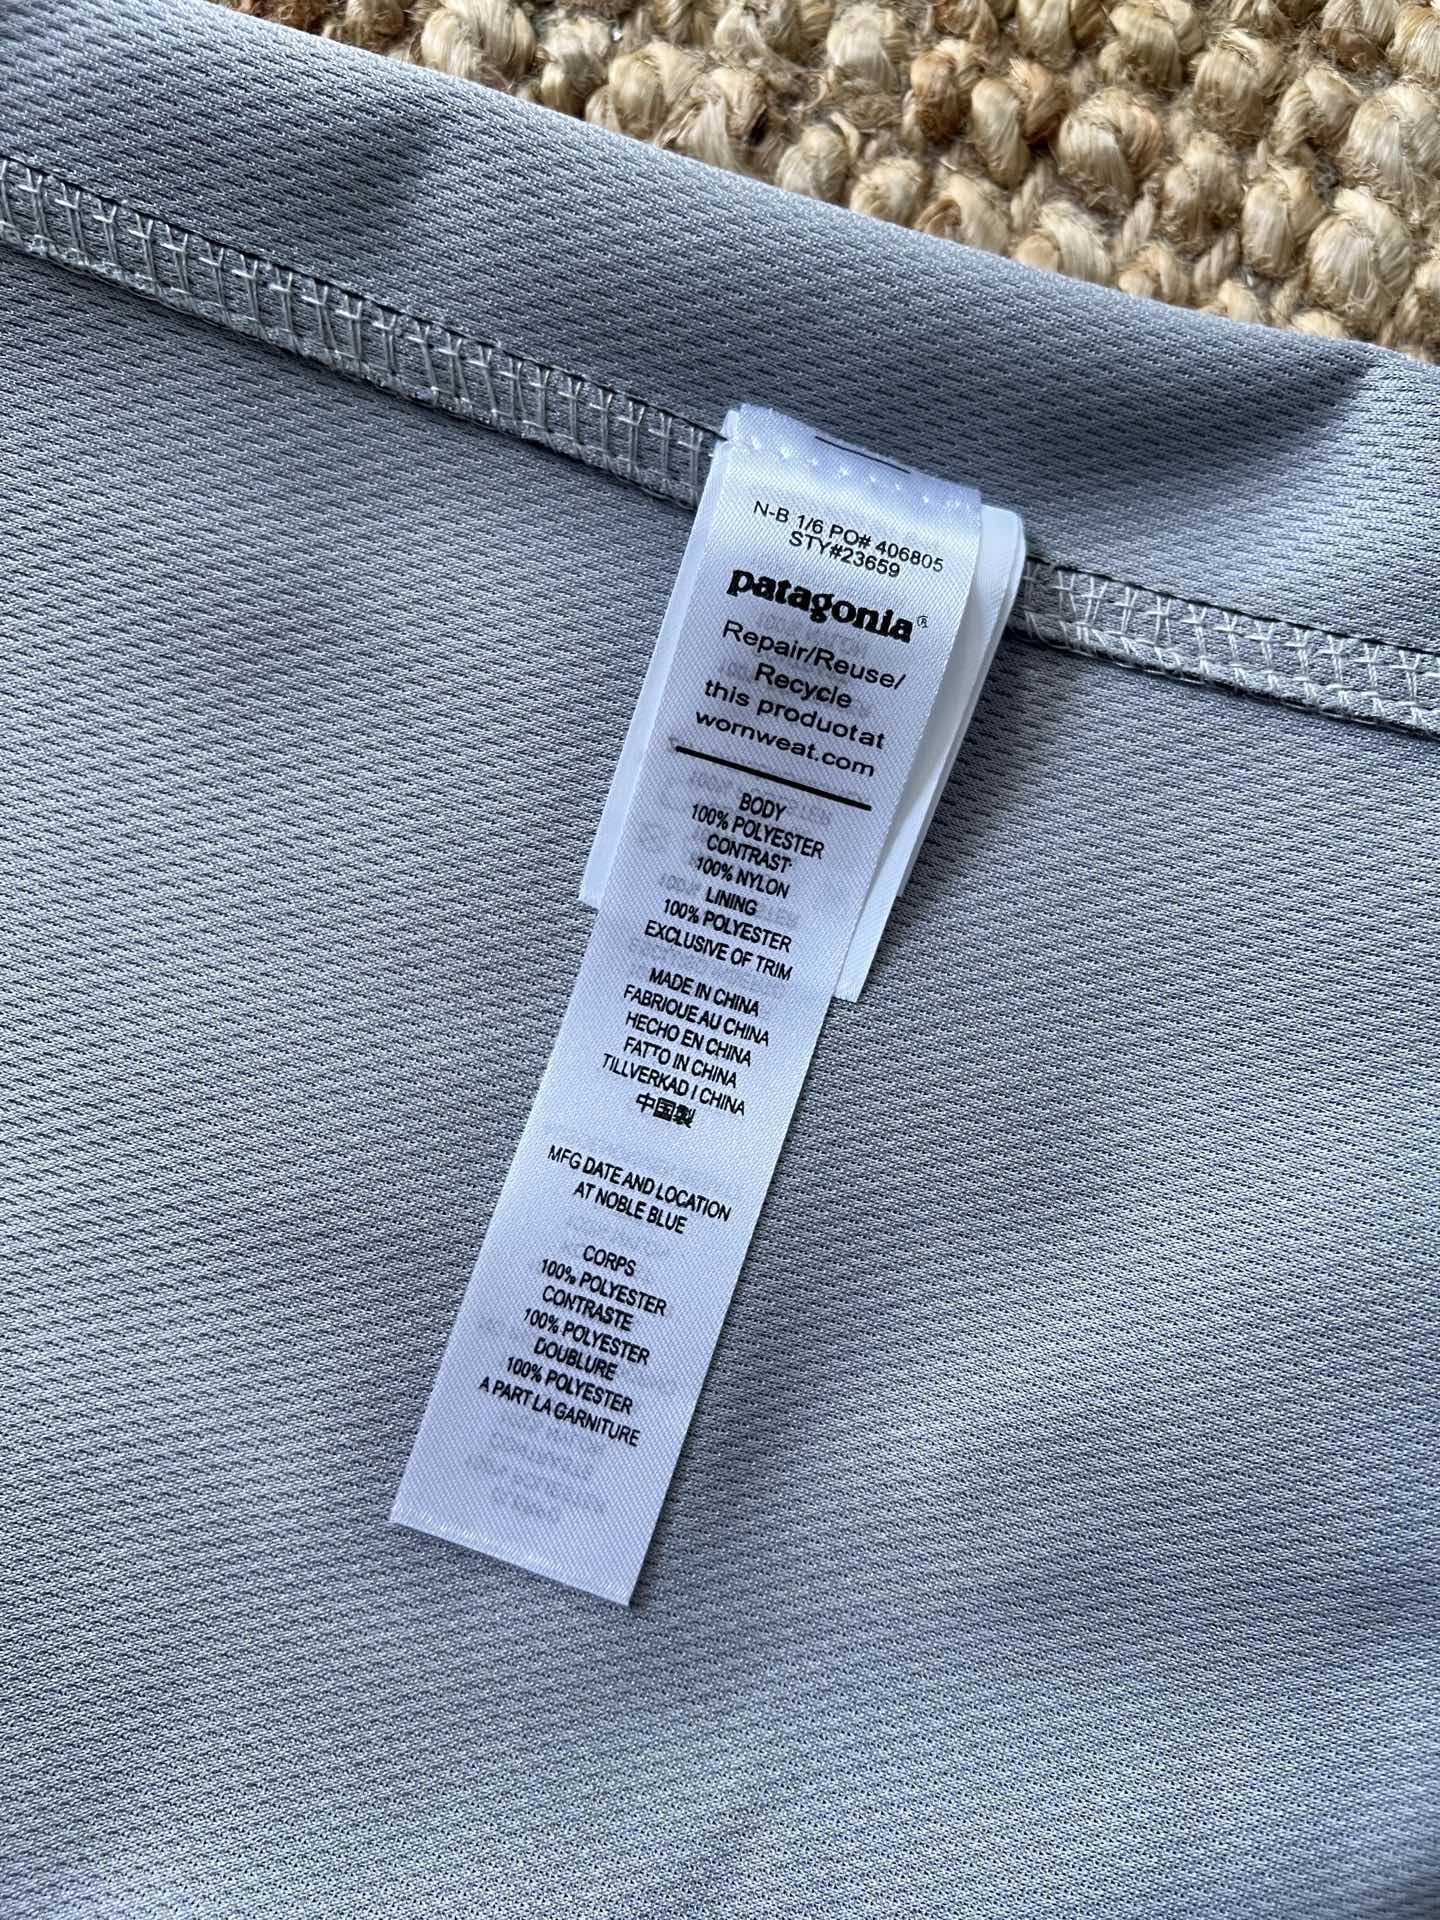 N-B 1/6 PO# 406805
STY#23659
patagonia®
Repair/Reuse/
Recycle
this produotat
wornweat.com
BODY
100% POLYESTER
CONTRAST
100% NYLON
LINING
100% POLYESTER
EXCLUSIVE OF TRIM
MADE IN CHINA
FABRIOUE AU CHINA
HECHO EN CHINA
FATTO IN CHINA
TILLVERKAD I CHINA
中国製
MFG DATE AND LOCATION
AT NOBLE BLUE
CORPS
100% POLYESTER
CONTRASTE
100% POLYESTER
DOUBLURE
100% POLYESTER
A PART LA GARNITURE